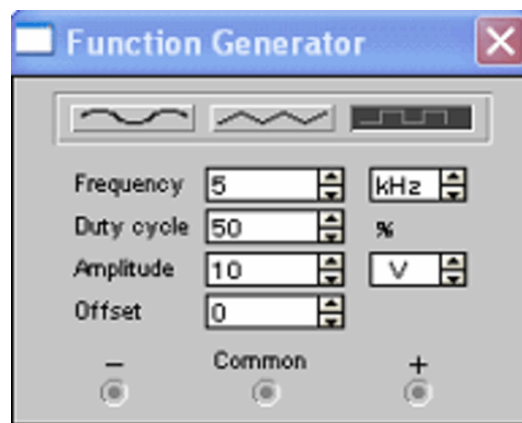 Function Generator
Frequency 5 kHz
Duty cycle 50 %
Amplitude 10 V
Offset 0
− Common +